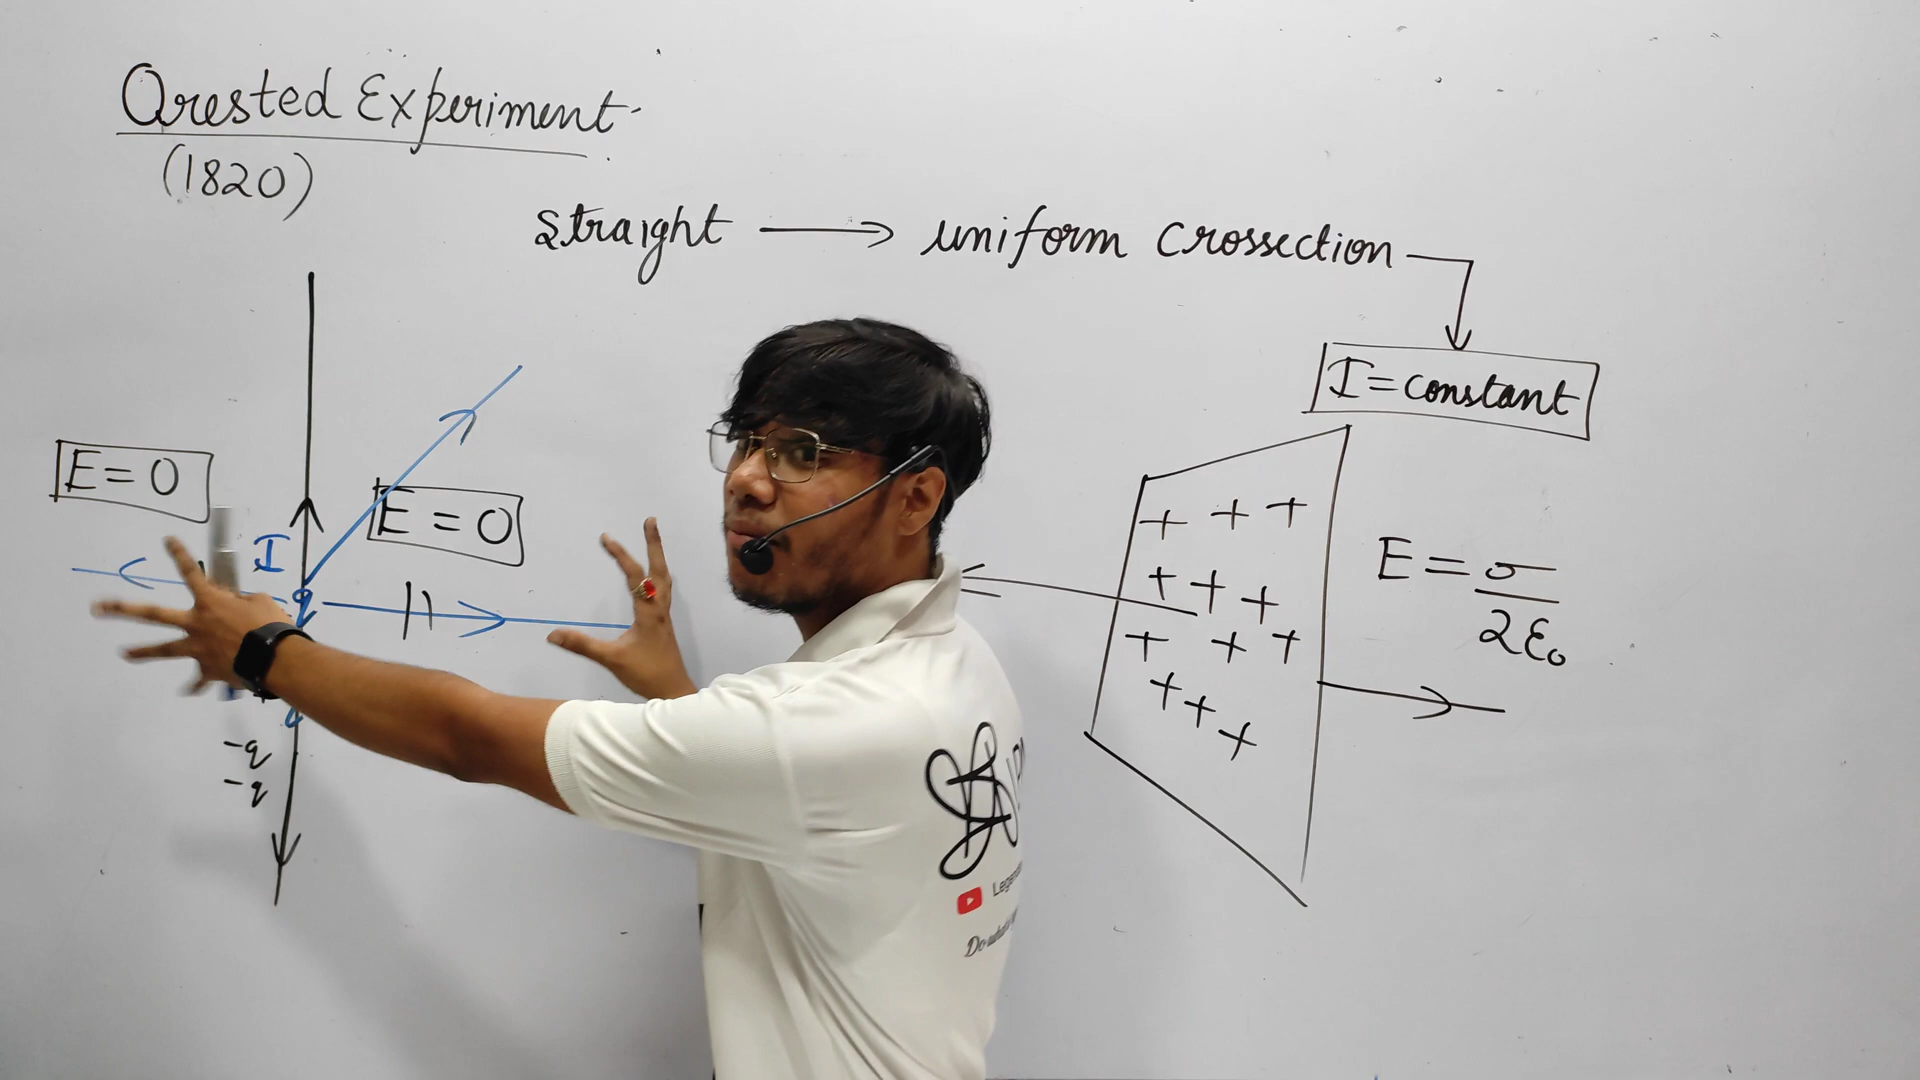 Orested Experiment
(1820)
Straight → uniform crossection
I = constant
E = 0
E = 0
I
q
-q
-q
+ + +
+ + +
+ + +
+ + +
E = σ
2ε₀